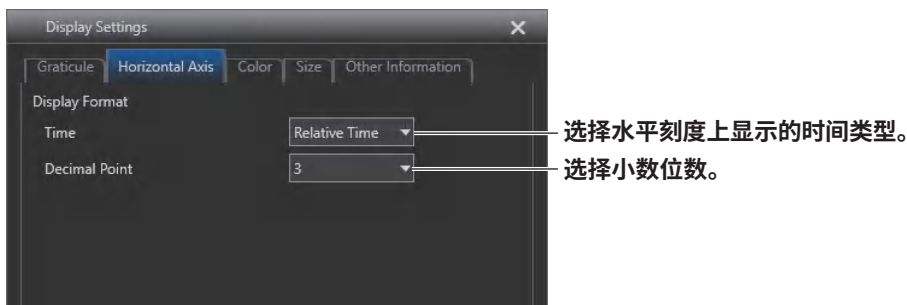 Display Settings
Graticule Horizontal Axis Color Size Other Information
Display Format
Time Relative Time 选择水平刻度上显示的时间类型。
Decimal Point 3 选择小数位数。